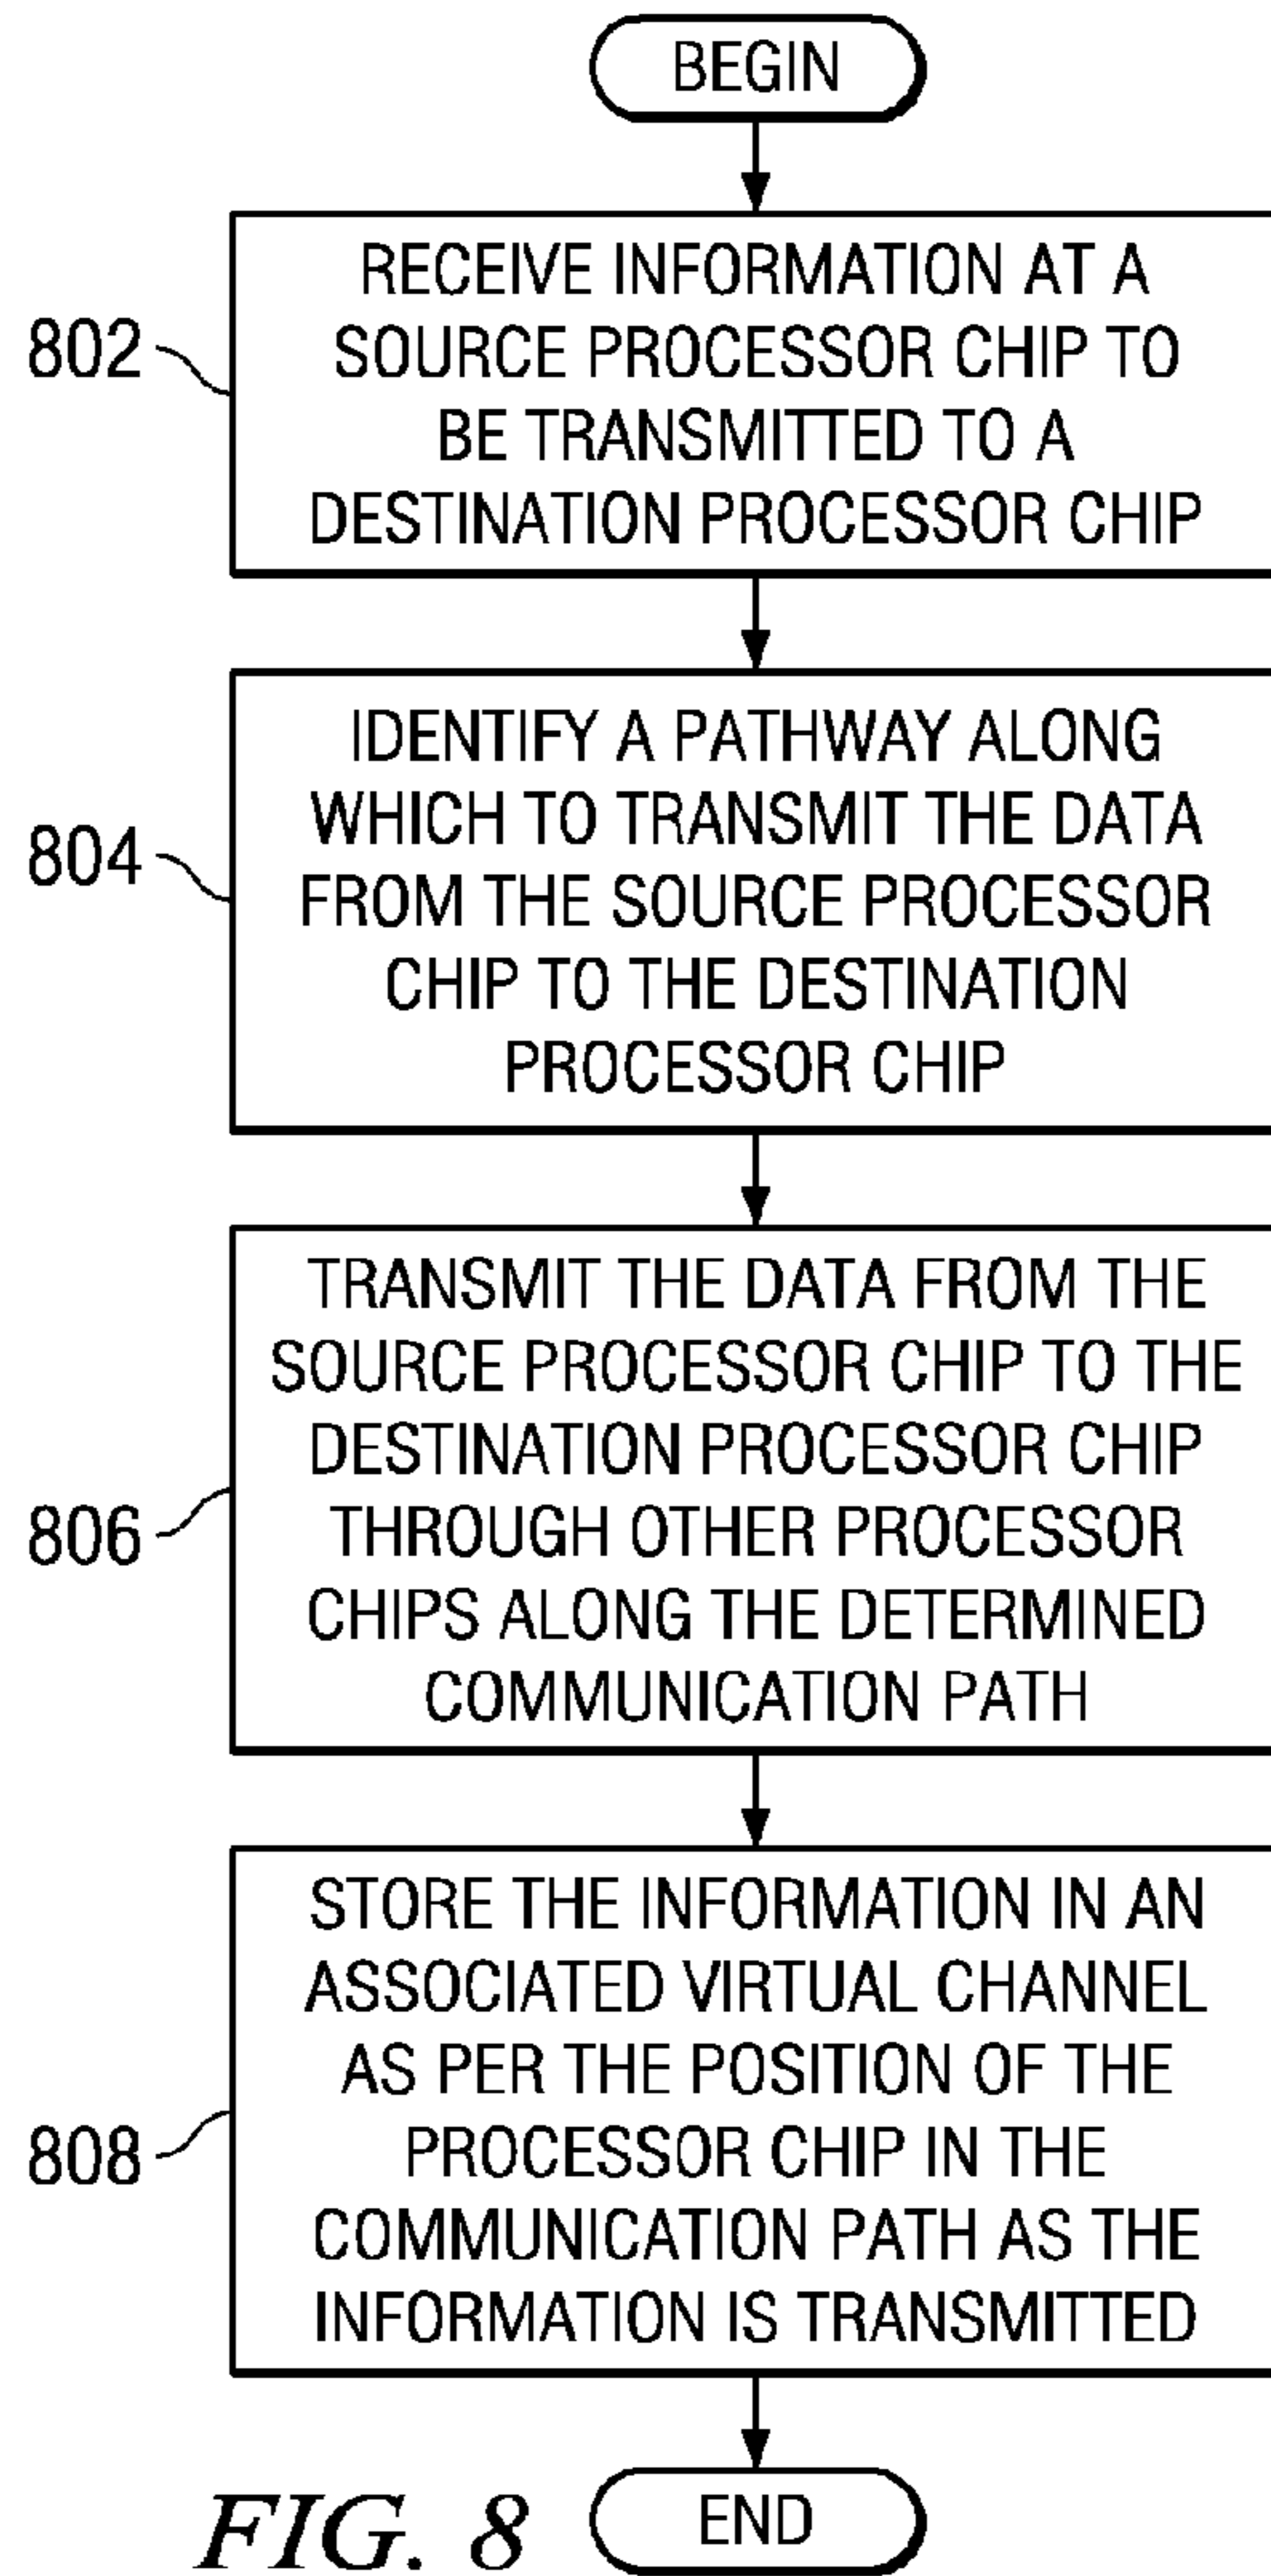 BEGIN
RECEIVE INFORMATION AT A
SOURCE PROCESSOR CHIP TO
BE TRANSMITTED TO A
DESTINATION PROCESSOR CHIP
802
IDENTIFY A PATHWAY ALONG
WHICH TO TRANSMIT THE DATA
FROM THE SOURCE PROCESSOR
CHIP TO THE DESTINATION
PROCESSOR CHIP
804
TRANSMIT THE DATA FROM THE
SOURCE PROCESSOR CHIP TO THE
DESTINATION PROCESSOR CHIP
THROUGH OTHER PROCESSOR
CHIPS ALONG THE DETERMINED
COMMUNICATION PATH
806
STORE THE INFORMATION IN AN
ASSOCIATED VIRTUAL CHANNEL
AS PER THE POSITION OF THE
PROCESSOR CHIP IN THE
COMMUNICATION PATH AS THE
INFORMATION IS TRANSMITTED
808
END
FIG. 8